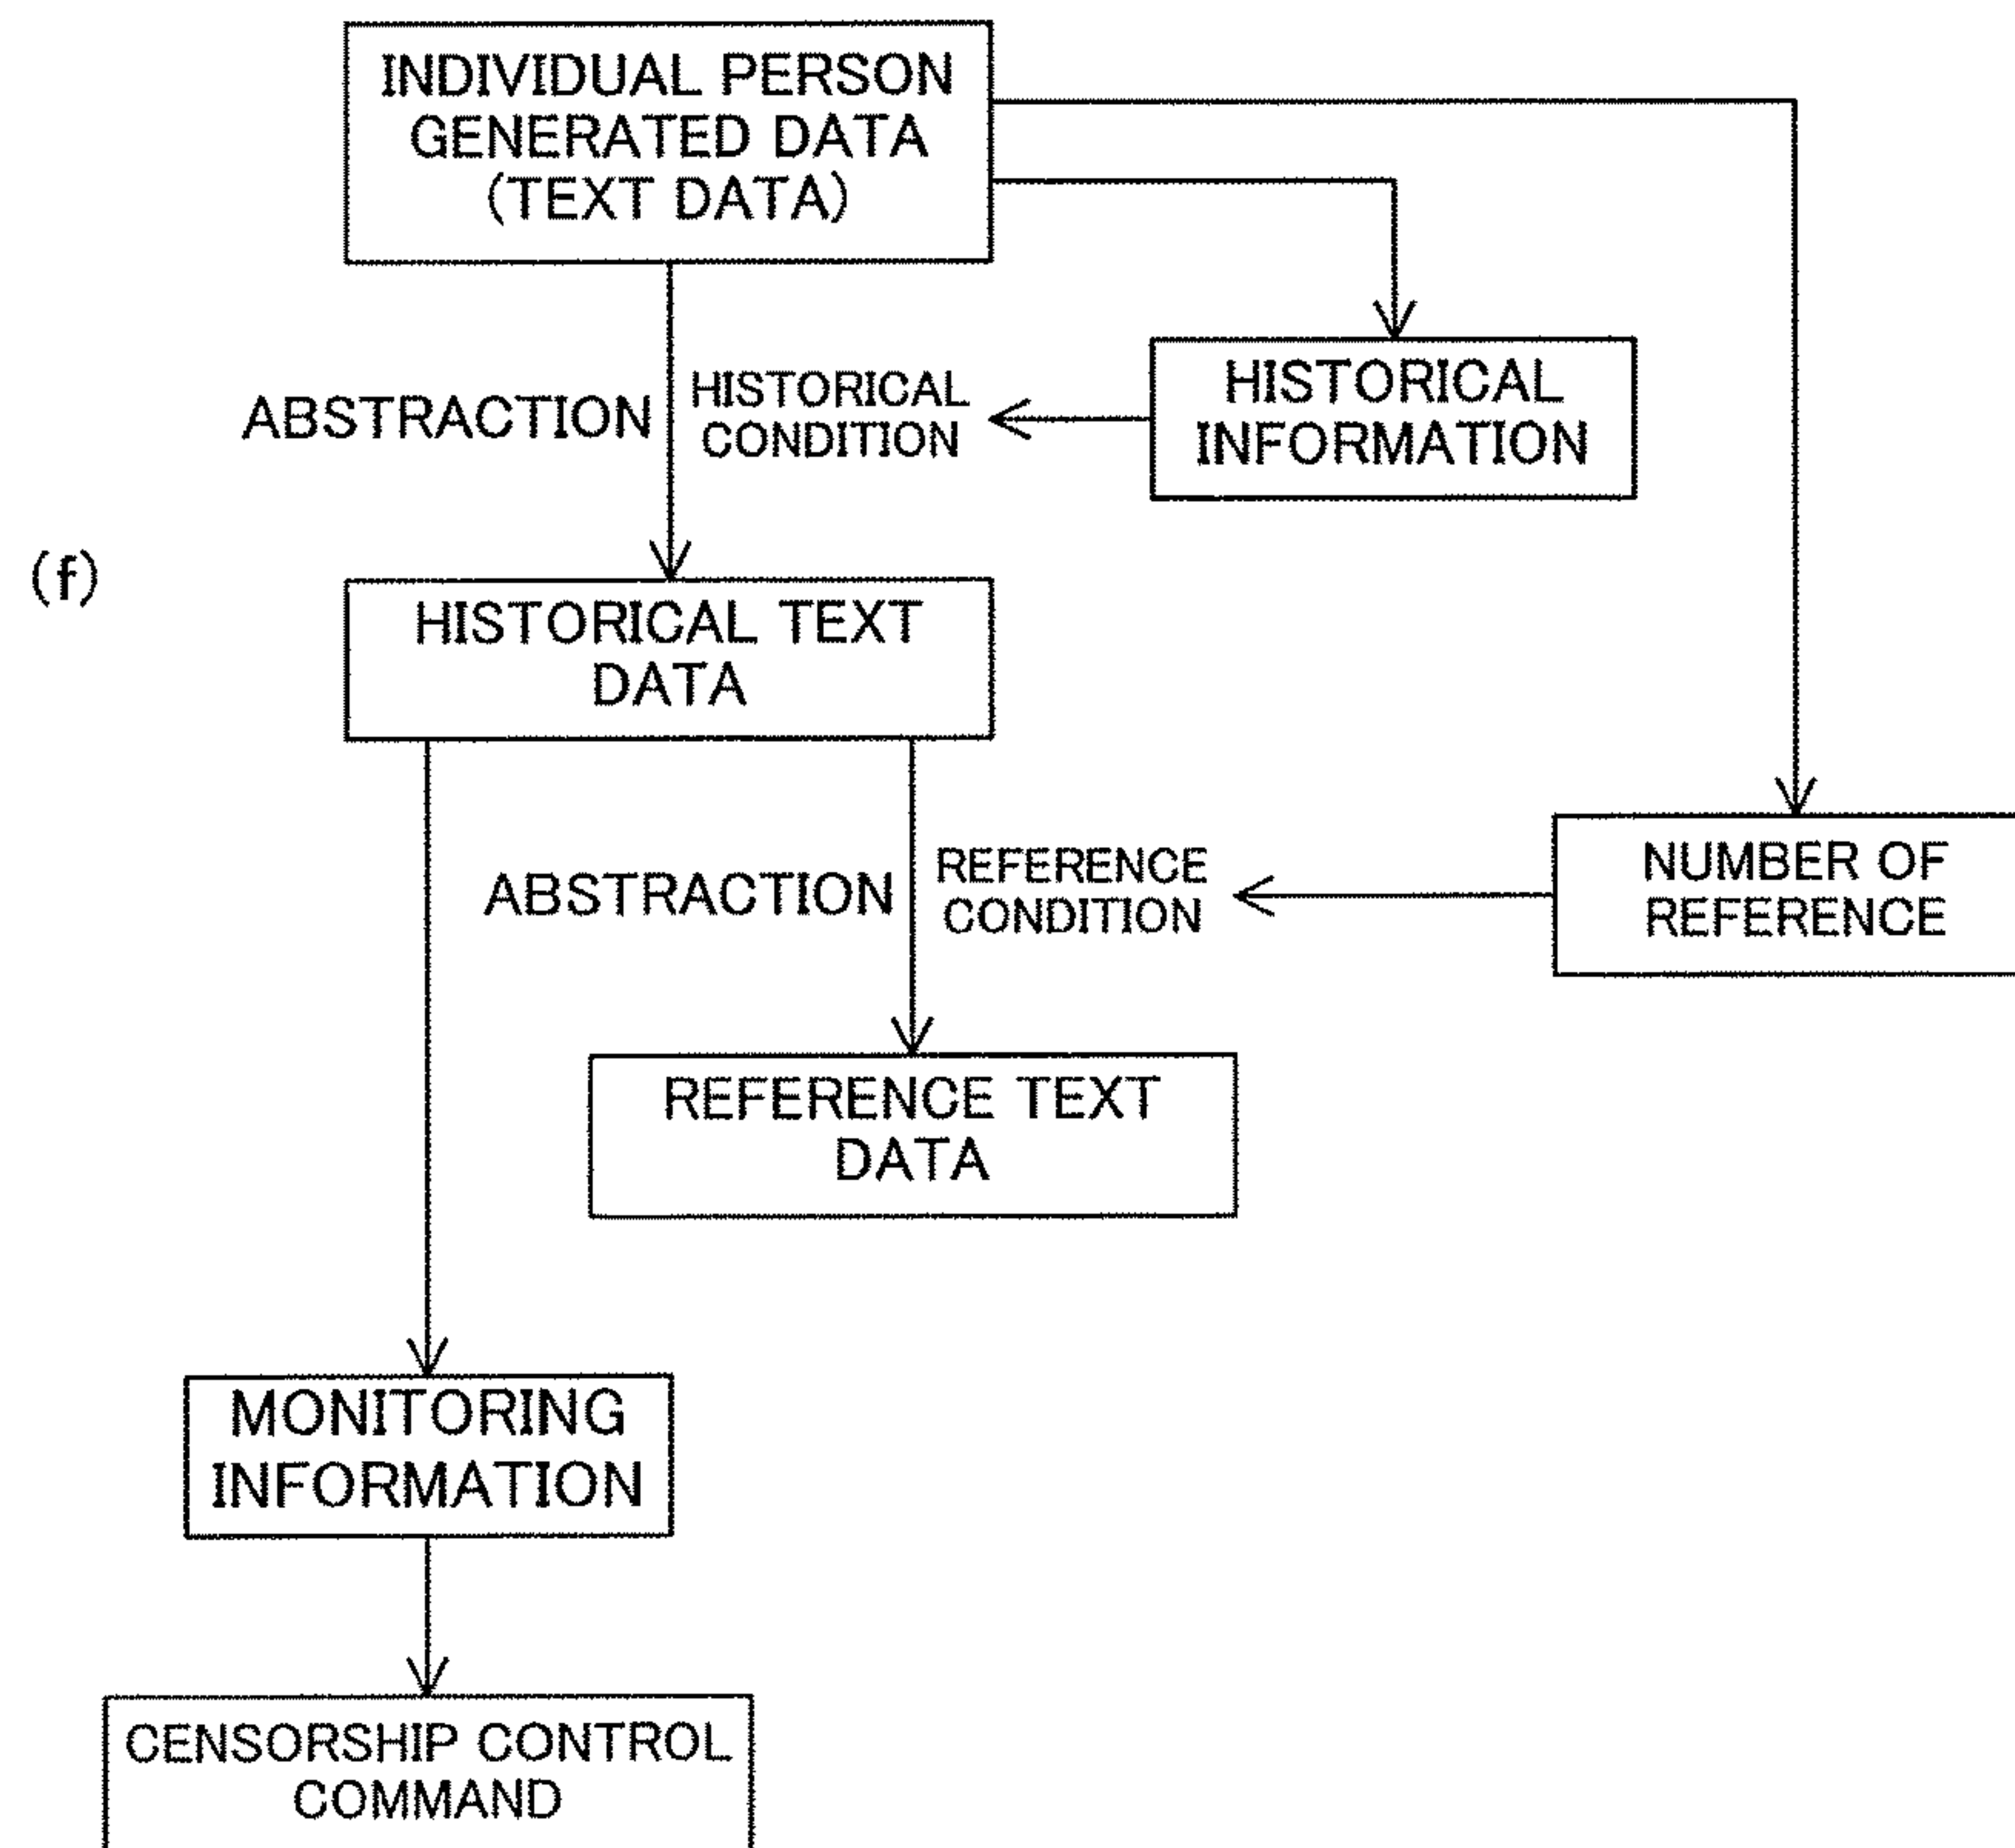 INDIVIDUAL PERSON
GENERATED DATA
(TEXT DATA)
ABSTRACTION
HISTORICAL
CONDITION
HISTORICAL
INFORMATION
(f)
HISTORICAL TEXT
DATA
ABSTRACTION
REFERENCE
CONDITION
NUMBER OF
REFERENCE
REFERENCE TEXT
DATA
MONITORING
INFORMATION
CENSORSHIP CONTROL
COMMAND